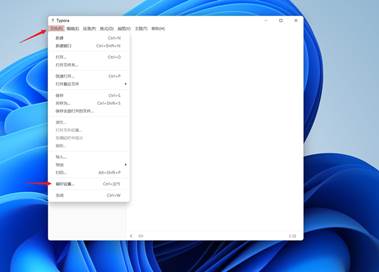 Typora
文件(F) 编辑(E) 段落(P) 格式(O) 视图(V) 主题(T) 帮助(H)
新建 Ctrl+N
新建窗口 Ctrl+Shift+N
打开... Ctrl+O
打开文件夹...
快速打开... Ctrl+P
打开最近文件
保存 Ctrl+S
另存为... Ctrl+Shift+S
保存全部打开的文件...
属性...
打开文件位置...
在侧边栏中显示
删除...
导入...
导出
打印... Alt+Shift+P
偏好设置... Ctrl+逗号
关闭 Ctrl+W